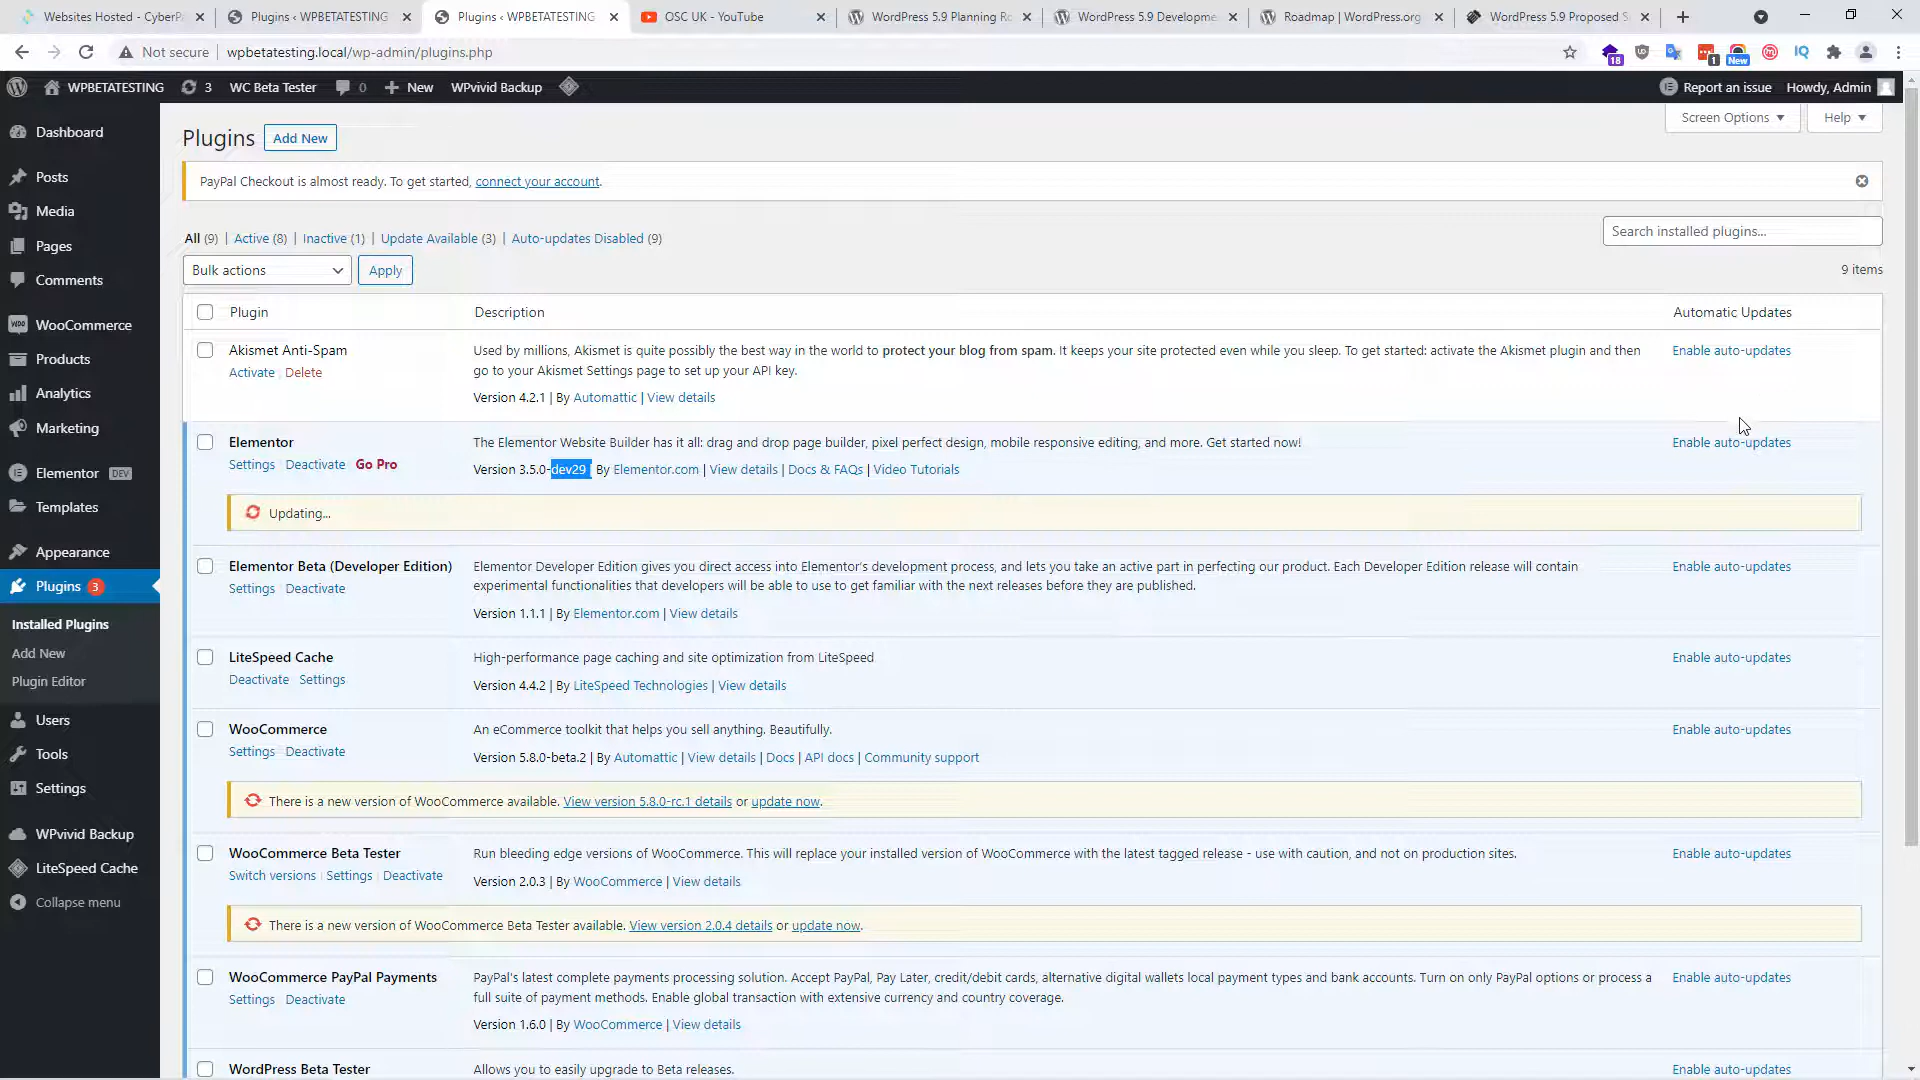 Websites Hosted - CyberP
Plugins ‹ WPBETATESTING
Plugins ‹ WPBETATESTING
OSC UK - YouTube
WordPress 5.9 Planning Ro
WordPress 5.9 Developme
Roadmap | WordPress.org
WordPress 5.9 Proposed S
Not secure
wpbetatesting.local/wp-admin/plugins.php
18
1
New
IQ
WPBETATESTING
3
WC Beta Tester
0
New
WPvivid Backup
Report an issue
Howdy, Admin
Dashboard
Posts
Media
Pages
Comments
WooCommerce
Products
Analytics
Marketing
Elementor DEV
Templates
Appearance
Plugins 3
Installed Plugins
Add New
Plugin Editor
Users
Tools
Settings
WPvivid Backup
LiteSpeed Cache
Collapse menu
Plugins
Add New
Screen Options
Help
PayPal Checkout is almost ready. To get started, connect your account.
All (9) | Active (8) | Inactive (1) | Update Available (3) | Auto-updates Disabled (9)
Search installed plugins...
Bulk actions
Apply
9 items
Plugin
Description
Automatic Updates
Akismet Anti-Spam
Activate | Delete
Used by millions, Akismet is quite possibly the best way in the world to protect your blog from spam. It keeps your site protected even while you sleep. To get started: activate the Akismet plugin and then
go to your Akismet Settings page to set up your API key.
Version 4.2.1 | By Automattic | View details
Enable auto-updates
Elementor
Settings | Deactivate | Go Pro
The Elementor Website Builder has it all: drag and drop page builder, pixel perfect design, mobile responsive editing, and more. Get started now!
Version 3.5.0-dev29 | By Elementor.com | View details | Docs & FAQs | Video Tutorials
Enable auto-updates
Updating...
Elementor Beta (Developer Edition)
Settings | Deactivate
Elementor Developer Edition gives you direct access into Elementor's development process, and lets you take an active part in perfecting our product. Each Developer Edition release will contain
experimental functionalities that developers will be able to use to get familiar with the next releases before they are published.
Version 1.1.1 | By Elementor.com | View details
Enable auto-updates
LiteSpeed Cache
Deactivate | Settings
High-performance page caching and site optimization from LiteSpeed
Version 4.4.2 | By LiteSpeed Technologies | View details
Enable auto-updates
WooCommerce
Settings | Deactivate
An eCommerce toolkit that helps you sell anything. Beautifully.
Version 5.8.0-beta.2 | By Automattic | View details | Docs | API docs | Community support
Enable auto-updates
There is a new version of WooCommerce available. View version 5.8.0-rc.1 details or update now.
WooCommerce Beta Tester
Switch versions | Settings | Deactivate
Run bleeding edge versions of WooCommerce. This will replace your installed version of WooCommerce with the latest tagged release - use with caution, and not on production sites.
Version 2.0.3 | By WooCommerce | View details
Enable auto-updates
There is a new version of WooCommerce Beta Tester available. View version 2.0.4 details or update now.
WooCommerce PayPal Payments
Settings | Deactivate
PayPal's latest complete payments processing solution. Accept PayPal, Pay Later, credit/debit cards, alternative digital wallets local payment types and bank accounts. Turn on only PayPal options or process a
full suite of payment methods. Enable global transaction with extensive currency and country coverage.
Version 1.6.0 | By WooCommerce | View details
Enable auto-updates
WordPress Beta Tester
Allows you to easily upgrade to Beta releases.
Enable auto-updates